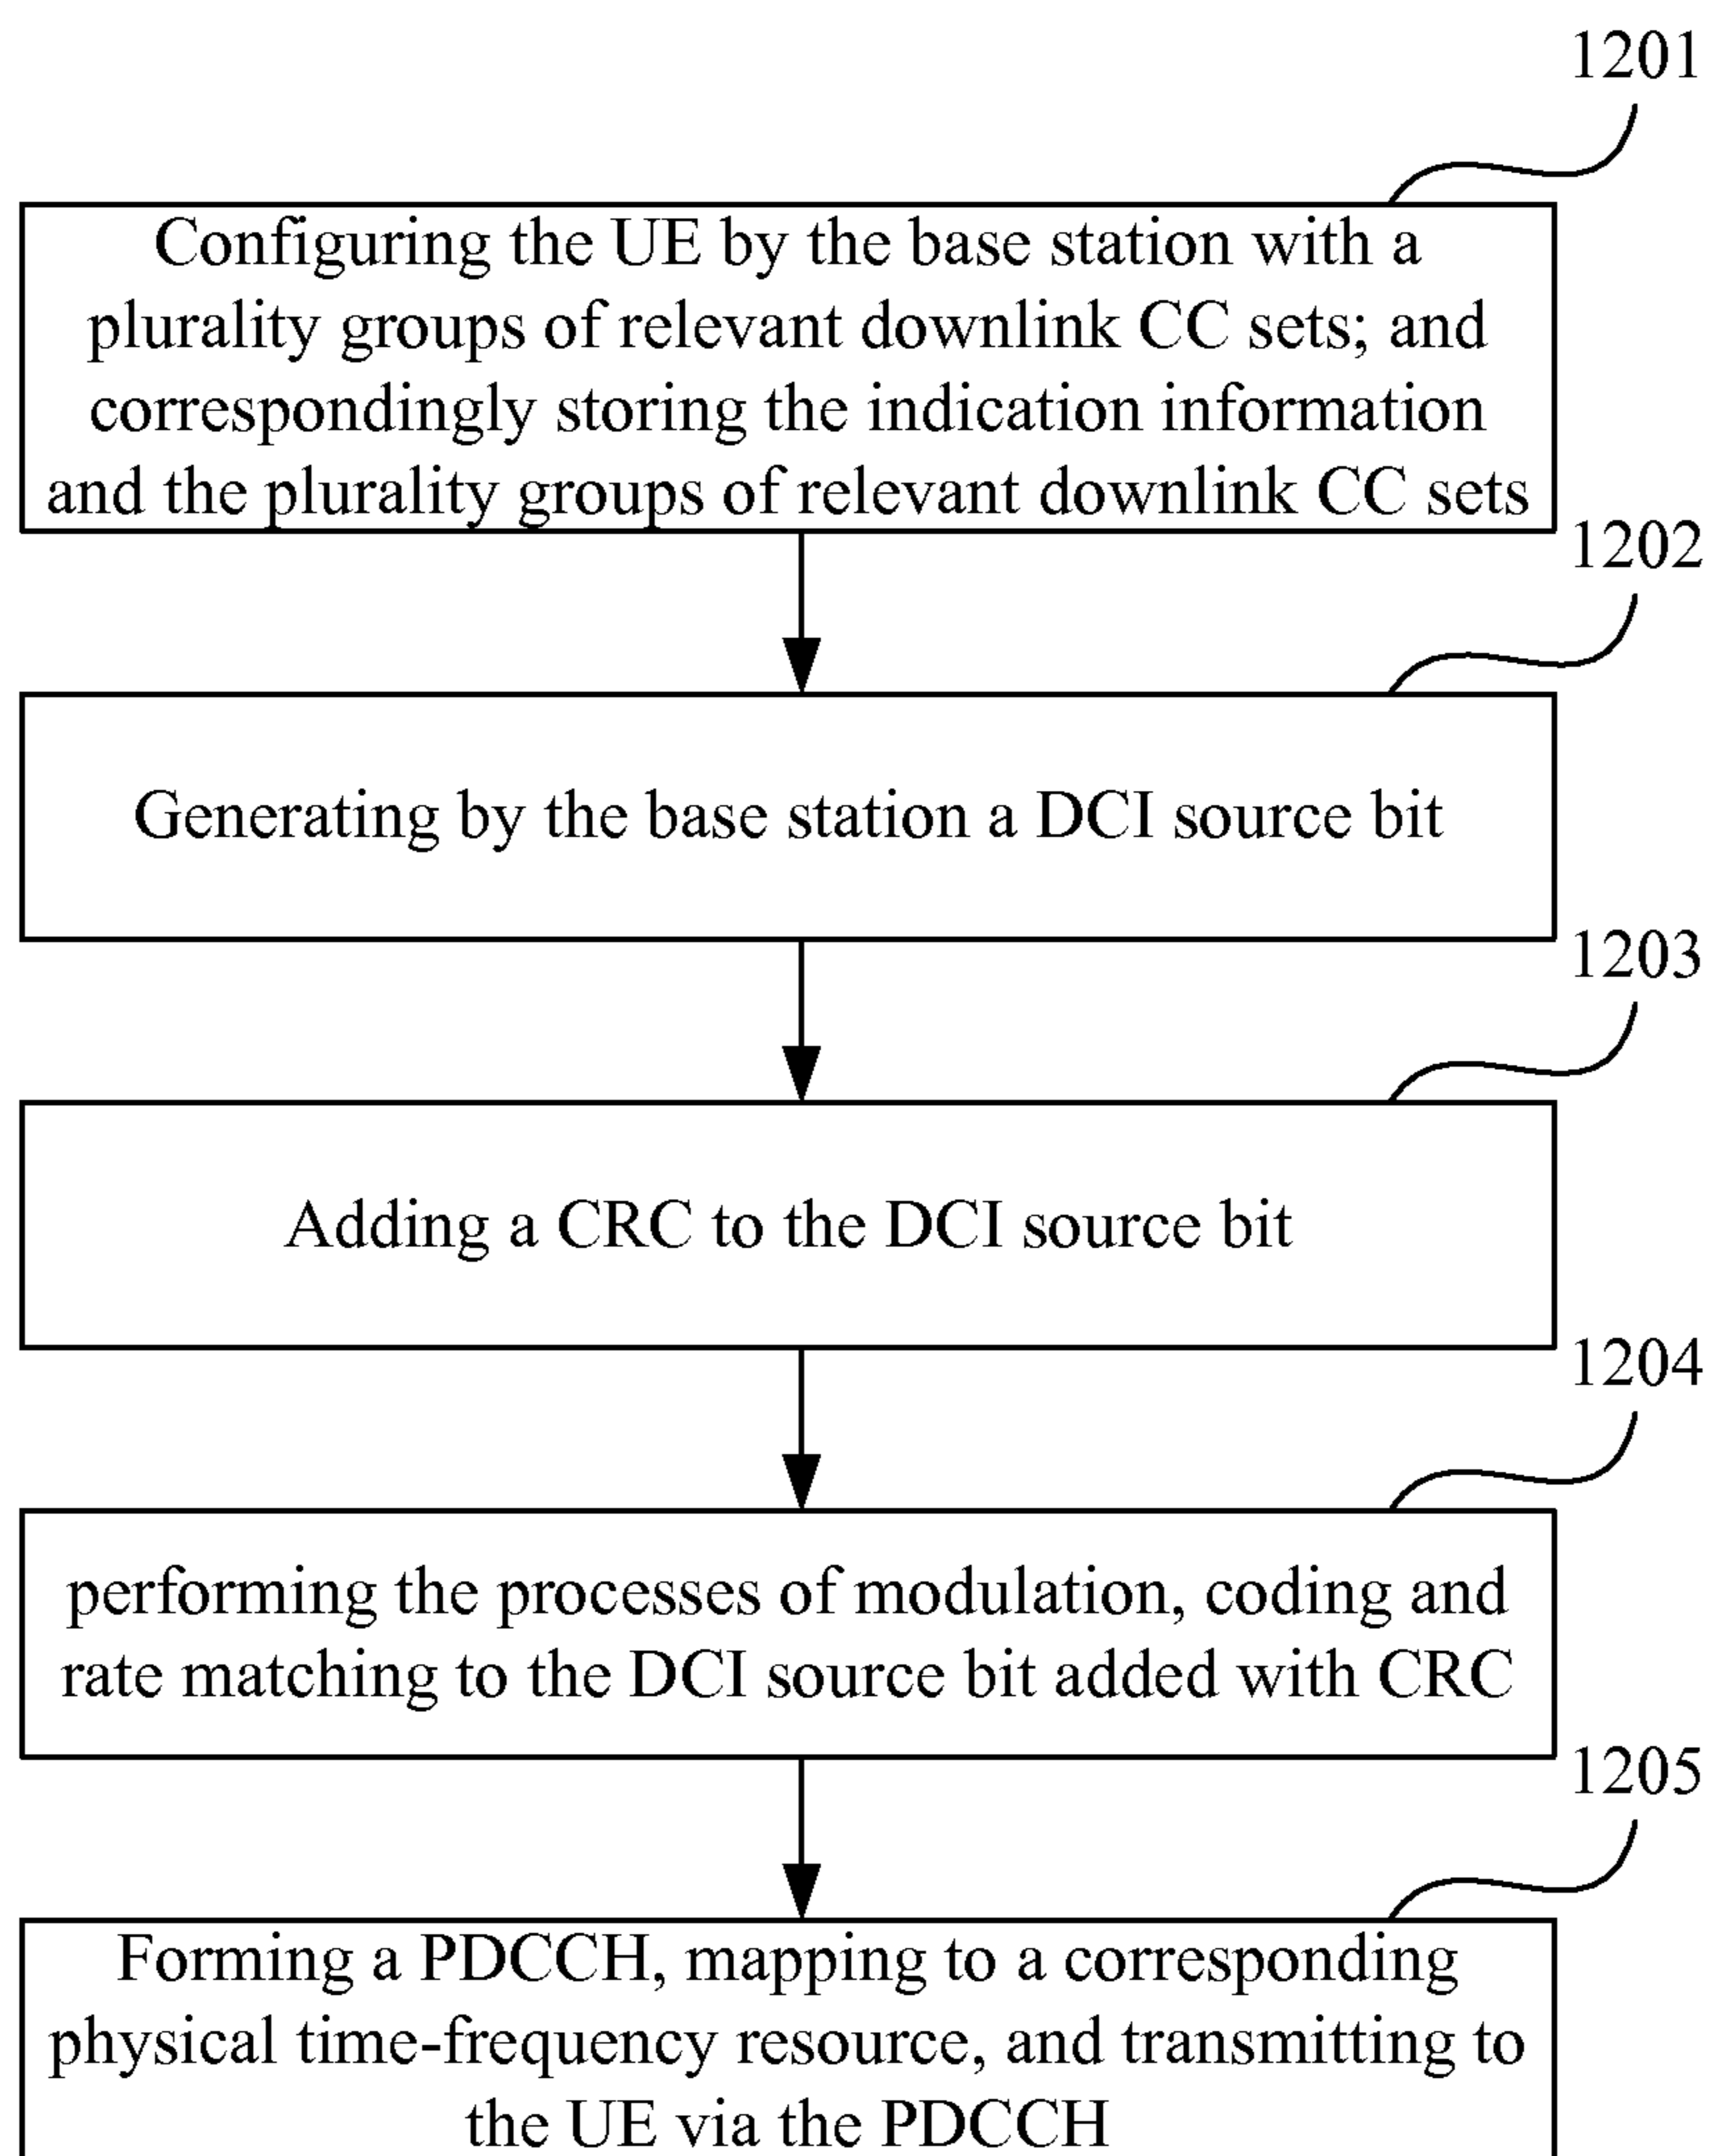 1201
Configuring the UE by the base station with a
plurality groups of relevant downlink CC sets; and
correspondingly storing the indication information
and the plurality groups of relevant downlink CC sets
1202
Generating by the base station a DCI source bit
1203
Adding a CRC to the DCI source bit
1204
performing the processes of modulation, coding and
rate matching to the DCI source bit added with CRC
1205
Forming a PDCCH, mapping to a corresponding
physical time-frequency resource, and transmitting to
the UE via the PDCCH